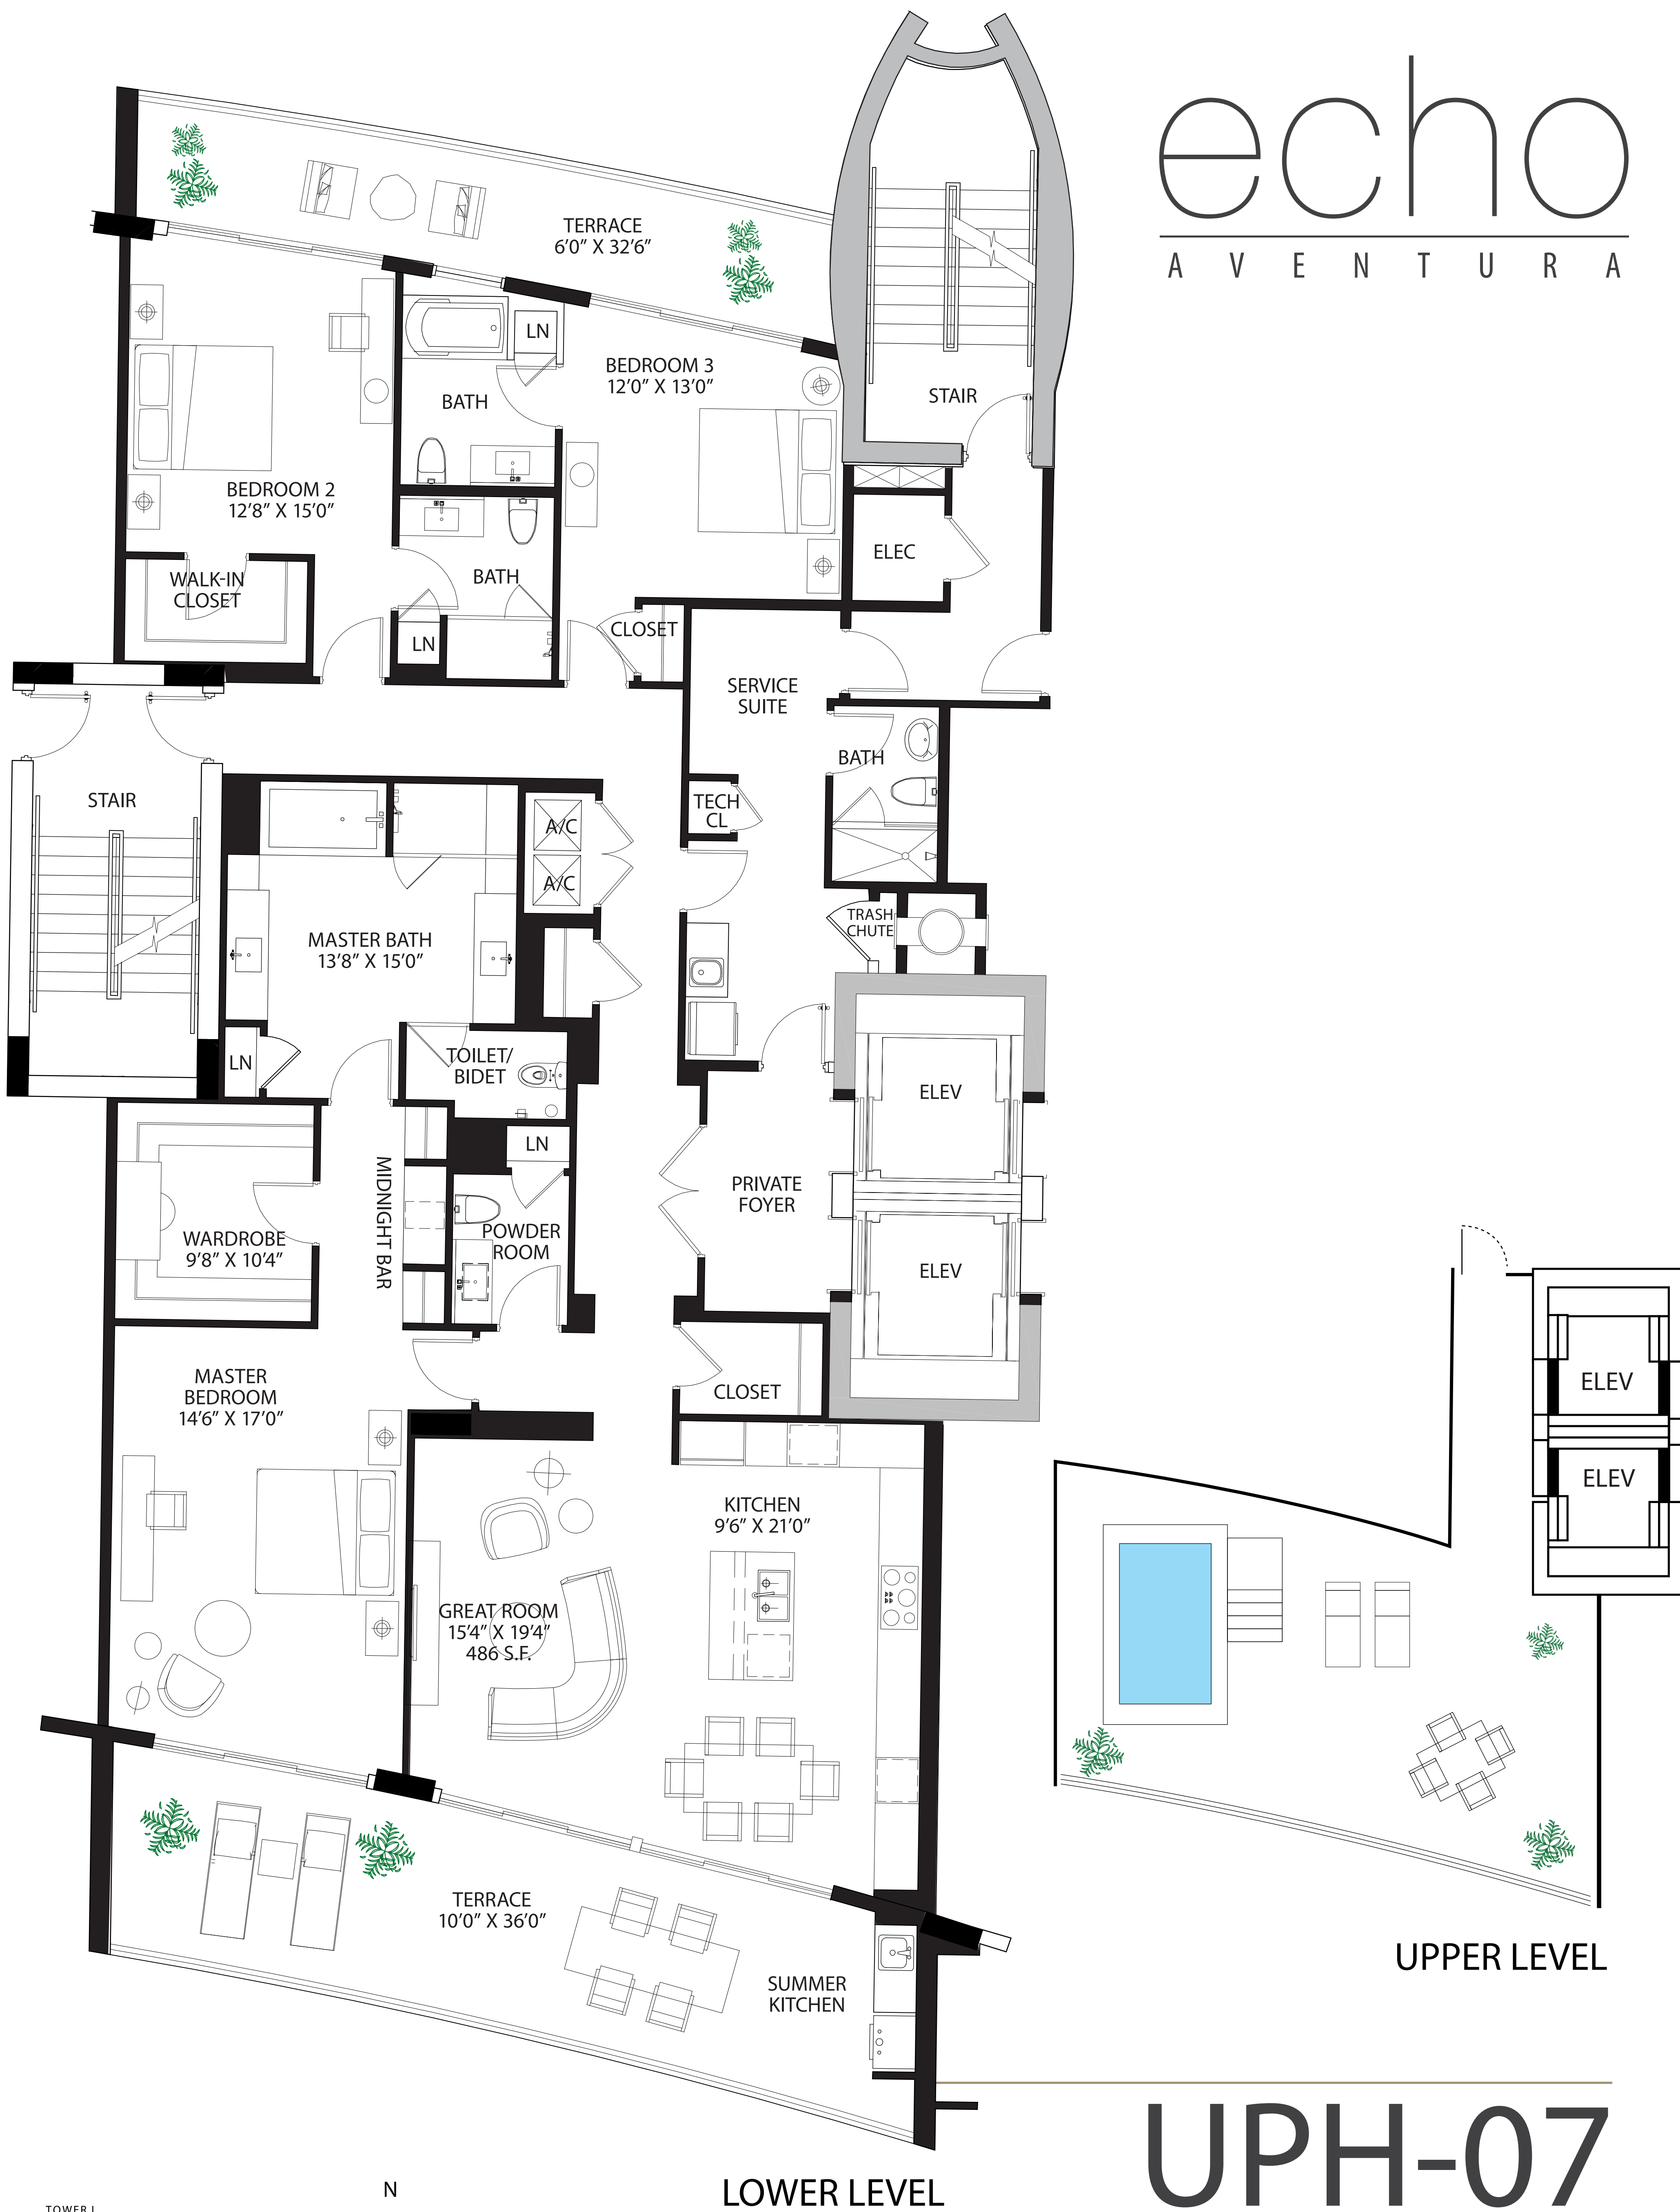 echo
AVENTURA
TERRACE
6'0” X 32'6”
LN
BEDROOM 3
12'0” X 13'0”
BATH
STAIR
BEDROOM 2
12'8” X 15'0”
ELEC
BATH
WALK-IN
CLOSET
LN
CLOSET
SERVICE
SUITE
BATH
STAIR
TECH
CL
A/C
A/C
TRASH
CHUTE
MASTER BATH
13'8” X 15'0”
LN
TOILET/
BIDET
ELEV
LN
MIDNIGHT BAR
PRIVATE
FOYER
POWDER
ROOM
WARDROBE
9'8” X 10'4”
ELEV
MASTER
BEDROOM
14'6” X 17'0”
CLOSET
ELEV
ELEV
KITCHEN
9'6” X 21'0”
GREAT ROOM
15'4” X 19'4”
486 S.F.
TERRACE
10'0” X 36'0”
SUMMER
KITCHEN
UPPER LEVEL
UPH-07
LOWER LEVEL
N
TOWER I